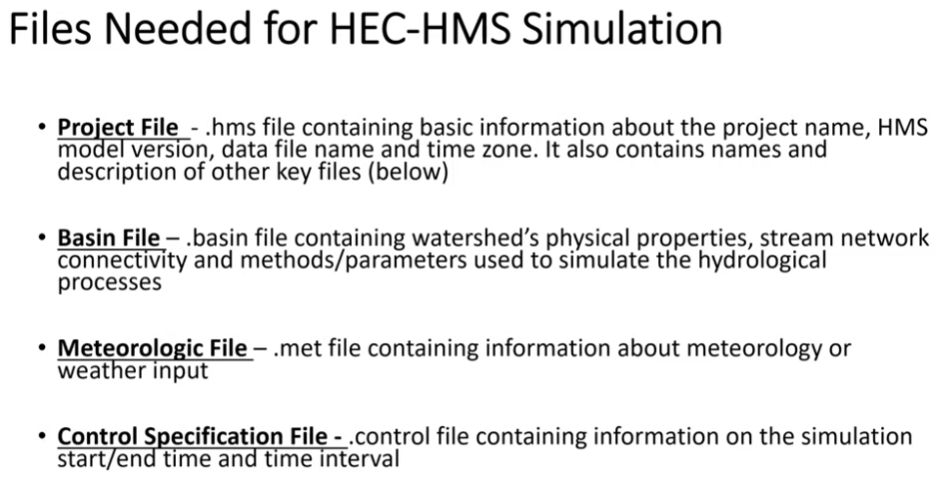 Files Needed for HEC-HMS Simulation
• Project File - .hms file containing basic information about the project name, HMS
model version, data file name and time zone. It also contains names and
description of other key files (below)
• Basin File – .basin file containing watershed's physical properties, stream network
connectivity and methods/parameters used to simulate the hydrological
processes
• Meteorologic File – .met file containing information about meteorology or
weather input
• Control Specification File - .control file containing information on the simulation
start/end time and time interval